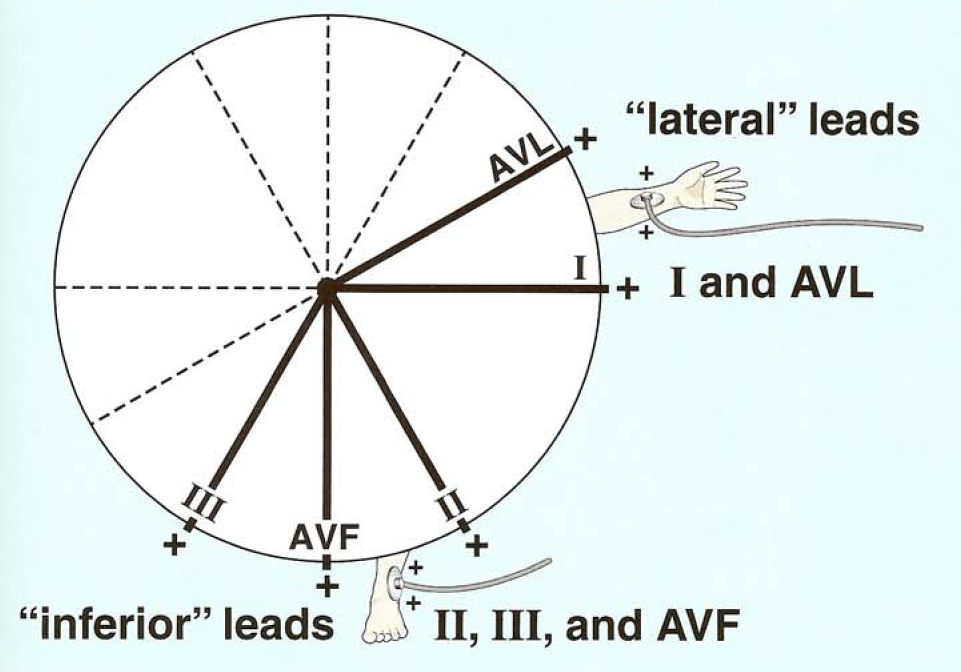 “lateral” leads
AVL +
+
+
I + I and AVL
III
II
AVF
+
+
+
+
+
“inferior” leads II, III, and AVF